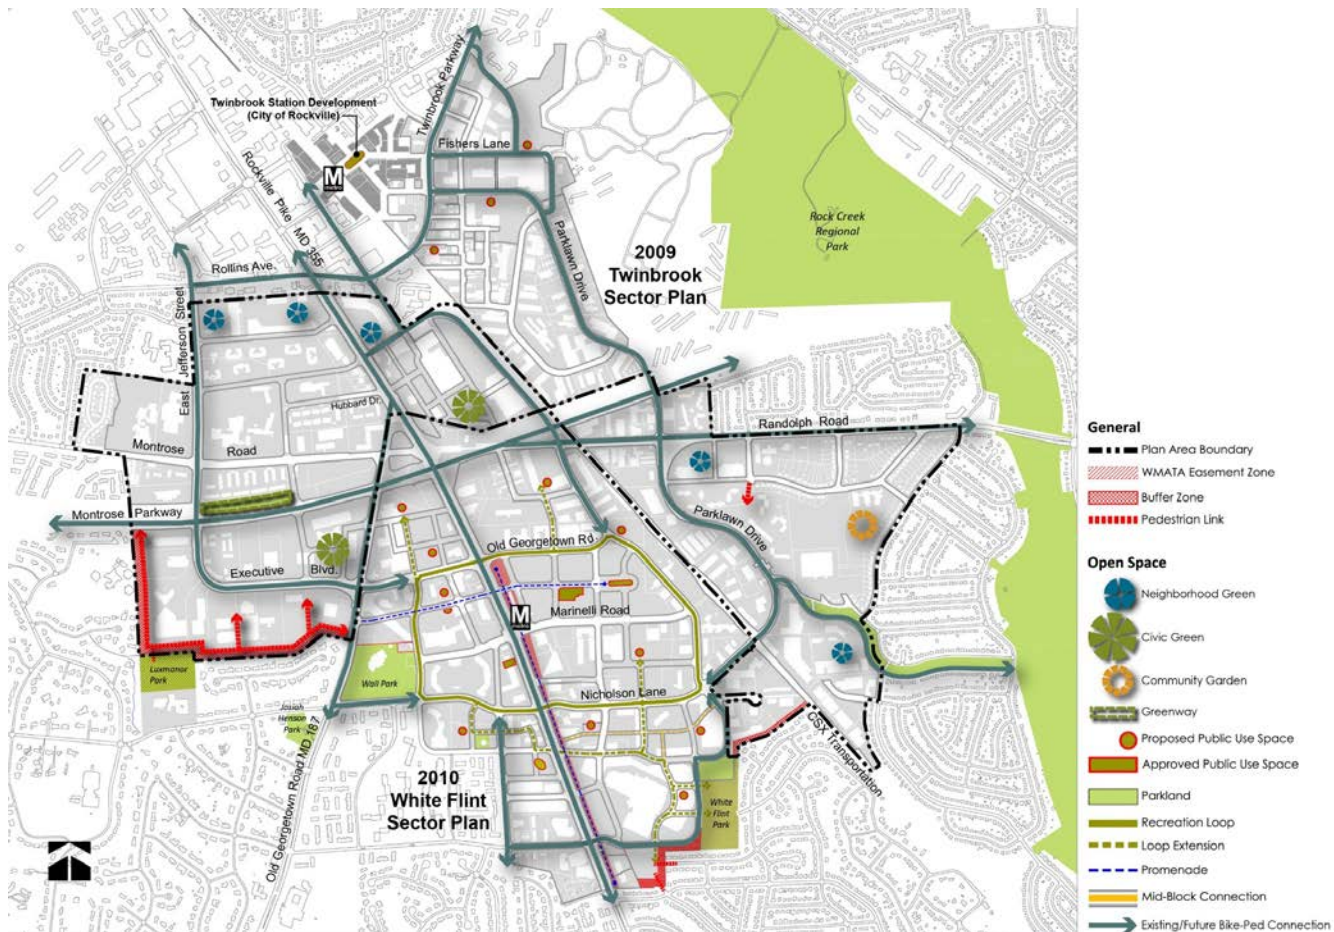 Twinbrook Station Development
(City of Rockville)
M
metro
Twinbrook Parkway
Fishers Lane
Rockville Pike MD 355
Rock Creek
Regional
Park
Parklawn Drive
2009
Twinbrook
Sector Plan
Rollins Ave.
East Jefferson Street
Hubbard Dr.
Montrose Road
Randolph Road
Montrose Parkway
Parklawn Drive
Old Georgetown Rd
Executive Blvd.
M
metro
Marinelli Road
Luxmanor
Park
Wall Park
Nicholson Lane
Josiah
Henson
Park
Old Georgetown Road MD 187
CSX Transportation
2010
White Flint
Sector Plan
White
Flint
Park
General
Plan Area Boundary
WMATA Easement Zone
Buffer Zone
Pedestrian Link
Open Space
Neighborhood Green
Civic Green
Community Garden
Greenway
Proposed Public Use Space
Approved Public Use Space
Parkland
Recreation Loop
Loop Extension
Promenade
Mid-Block Connection
Existing/Future Bike-Ped Connection